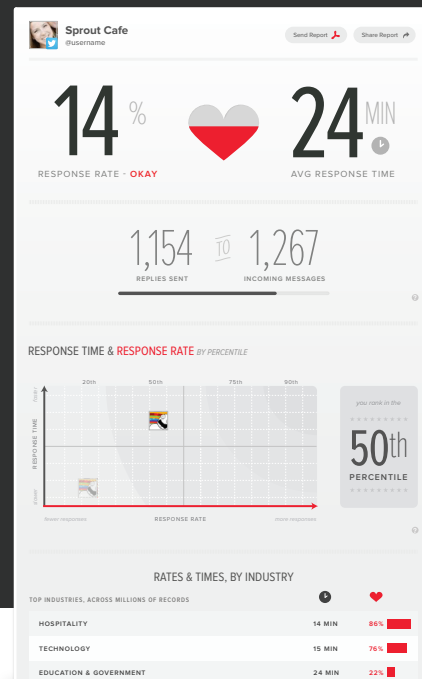 Sprout Cafe
@username
Send Report
Share Report
14 %
RESPONSE RATE - OKAY
24 MIN
AVG RESPONSE TIME
1,154 TO 1,267
REPLIES SENT
INCOMING MESSAGES
RESPONSE TIME & RESPONSE RATE BY PERCENTILE
20th 50th 75th 90th
faster
RESPONSE TIME
slower
fewer responses
RESPONSE RATE
more responses
you rank in the
50th
PERCENTILE
RATES & TIMES, BY INDUSTRY
TOP INDUSTRIES, ACROSS MILLIONS OF RECORDS
HOSPITALITY 14 MIN 86%
TECHNOLOGY 15 MIN 76%
EDUCATION & GOVERNMENT 24 MIN 22%